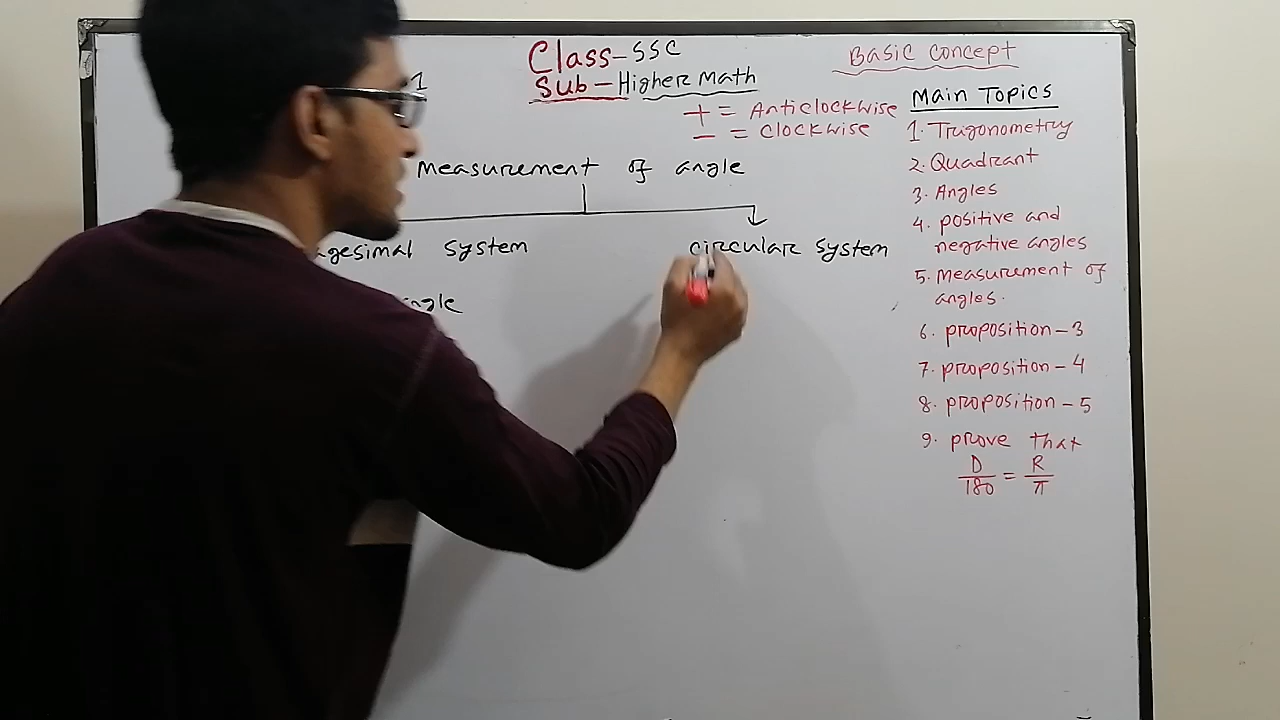 Class-SSC
Sub-Higher Math
1
+ = Anticlockwise
- = Clockwise
measurement of angle
system
circular system
Basic Concept
Main Topics
1. Trigonometry
2. Quadrant
3. Angles
4. positive and
negative angles
5. measurement of
angles.
6. proposition-3
7. proposition-4
8. proposition-5
9. prove that
D/180 = R/π